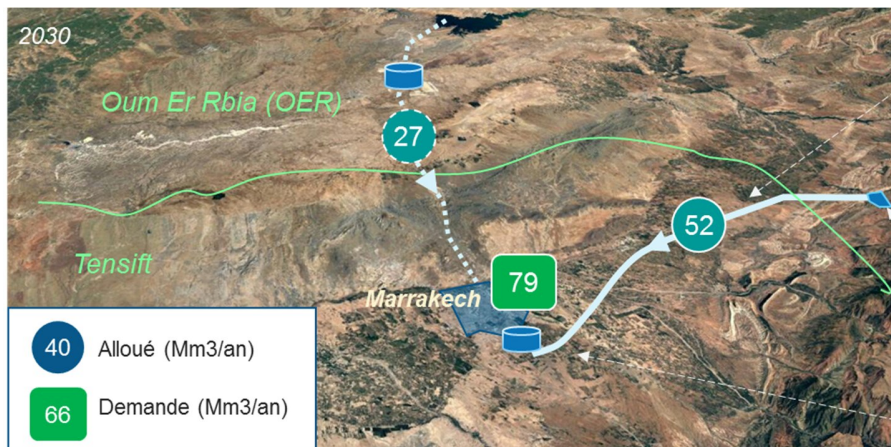 2030
Oum Er Rbia (OER)
27
52
Tensift
79
Marrakech
40 Alloué (Mm3/an)
66 Demande (Mm3/an)